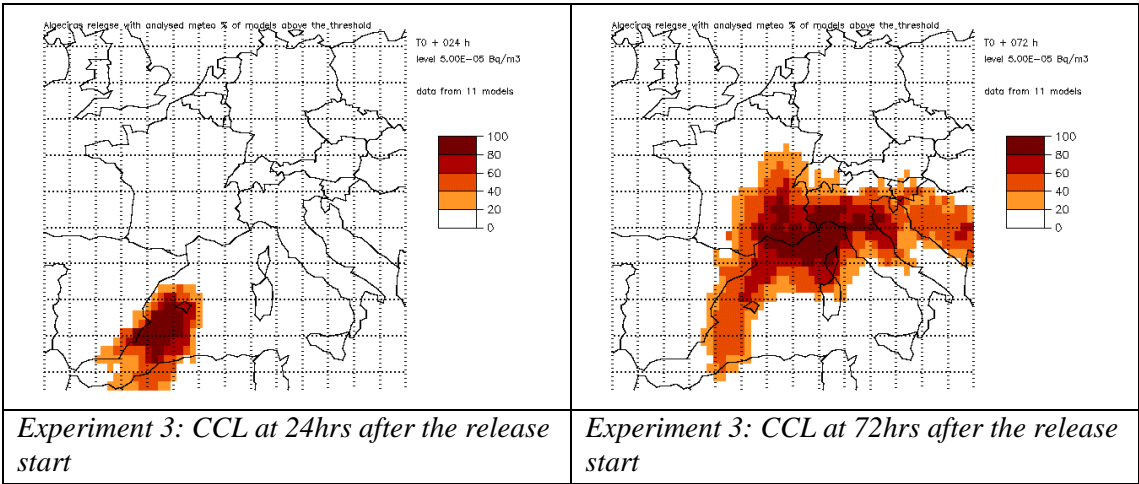 Algeciras release with analysed meteo % of models above the threshold
T0 + 024 h
level 5.00E-05 Bq/m3
data from 11 models
100
80
60
40
20
0
Algeciras release with analysed meteo % of models above the threshold
T0 + 072 h
level 5.00E-05 Bq/m3
data from 11 models
100
80
60
40
20
0
Experiment 3: CCL at 24hrs after the release
start
Experiment 3: CCL at 72hrs after the release
start